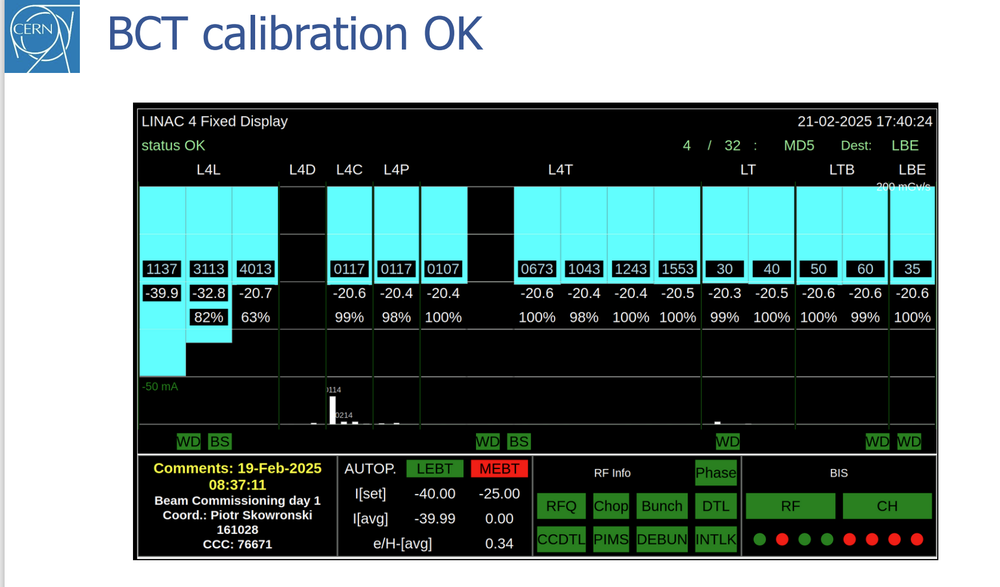 CERN
BCT calibration OK
LINAC 4 Fixed Display 21-02-2025 17:40:24
status OK 4 / 32 : MD5 Dest: LBE
L4L L4D L4C L4P L4T LT LTB LBE
200 mGv/s
1137 3113 4013 0117 0117 0107 0673 1043 1243 1553 30 40 50 60 35
-39.9 -32.8 -20.7 -20.6 -20.4 -20.4 -20.6 -20.4 -20.4 -20.5 -20.3 -20.5 -20.6 -20.6 -20.6
82% 63% 99% 98% 100% 100% 98% 100% 100% 99% 100% 100% 99% 100%
-50 mA
0114
0214
WD BS WD BS WD WD WD
Comments: 19-Feb-2025
08:37:11
Beam Commissioning day 1
Coord.: Piotr Skowronski
161028
CCC: 76671
AUTOP. LEBT MEBT
I[set] -40.00 -25.00
I[avg] -39.99 0.00
e/H-[avg] 0.34
RF Info Phase
RFQ Chop Bunch DTL
CCDTL PIMS DEBUN INTLK
BIS
RF CH